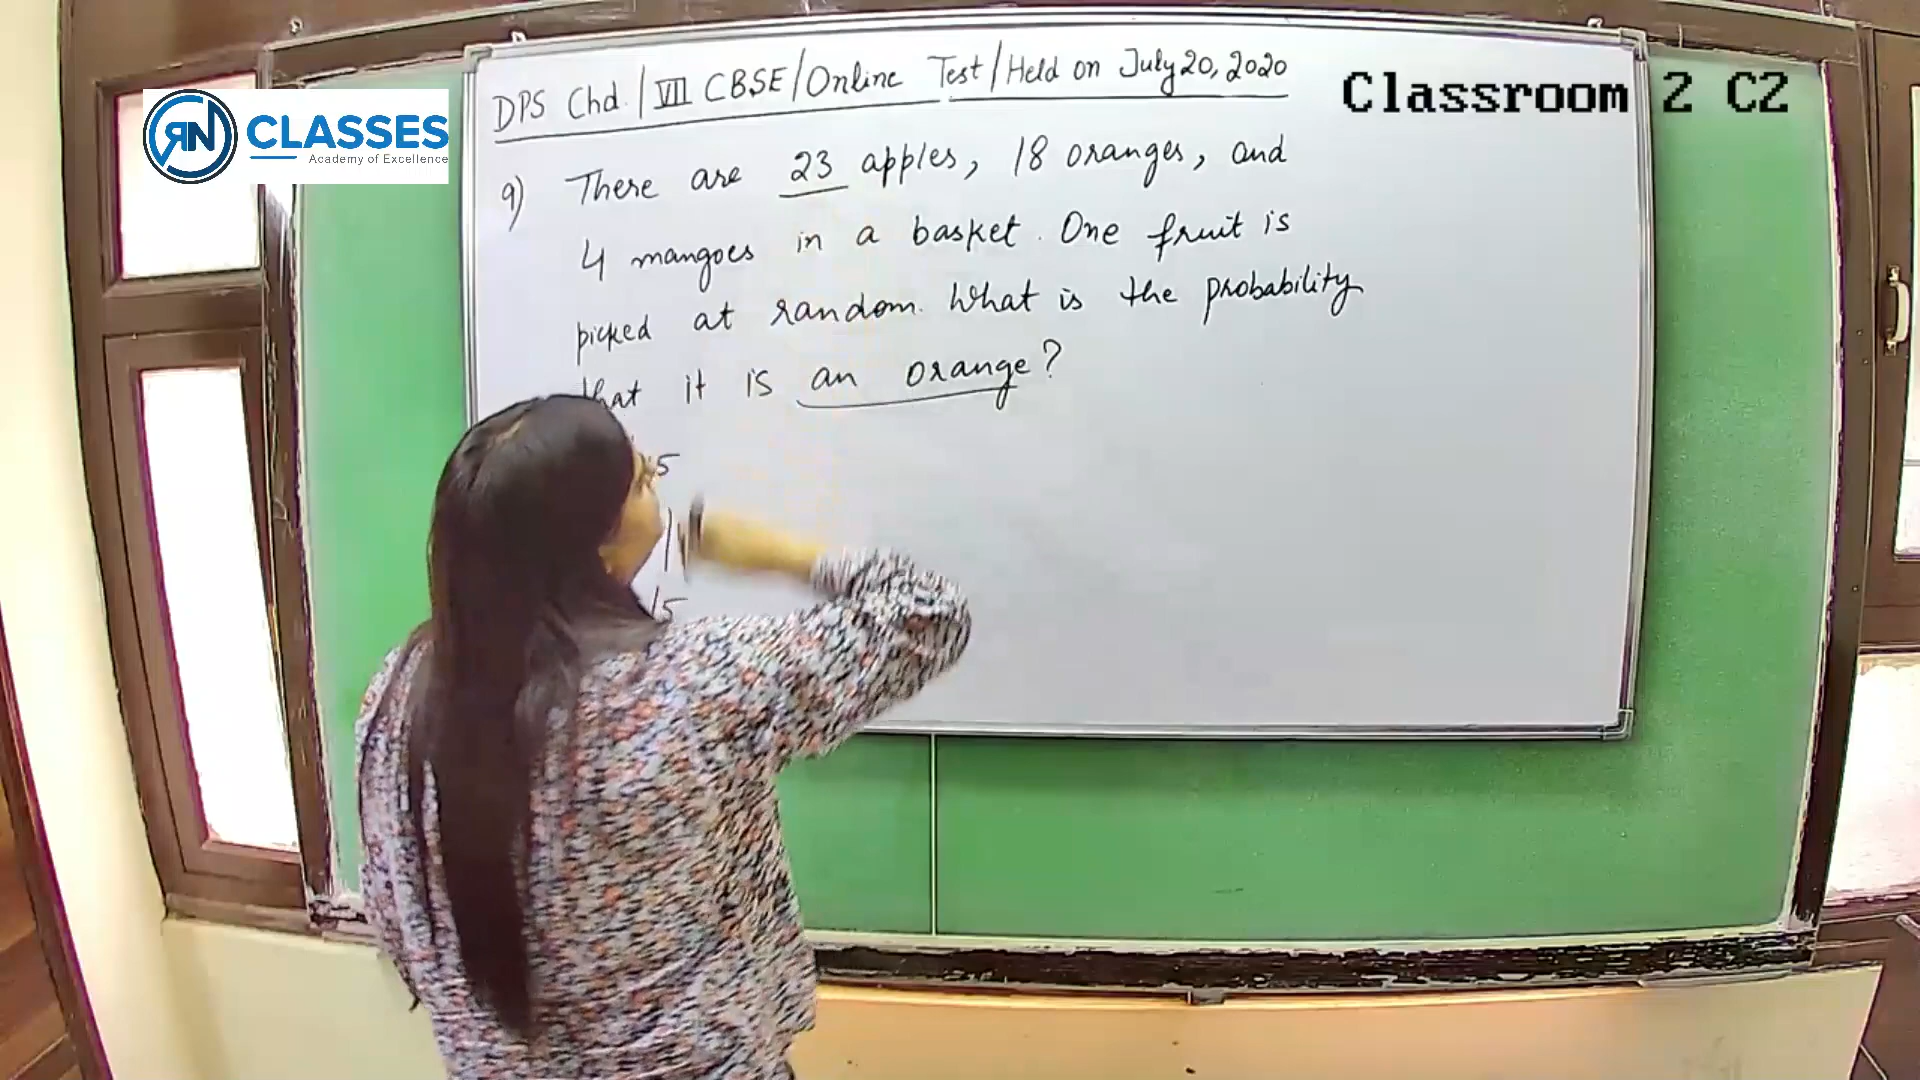 DPS Chd. / VII CBSE / Online Test / Held on July 20, 2020
Classroom 2 C2
RN CLASSES
Academy of Excellence
9) There are 23 apples, 18 oranges, and
4 mangoes in a basket. One fruit is
picked at random. What is the probability
that it is an orange?